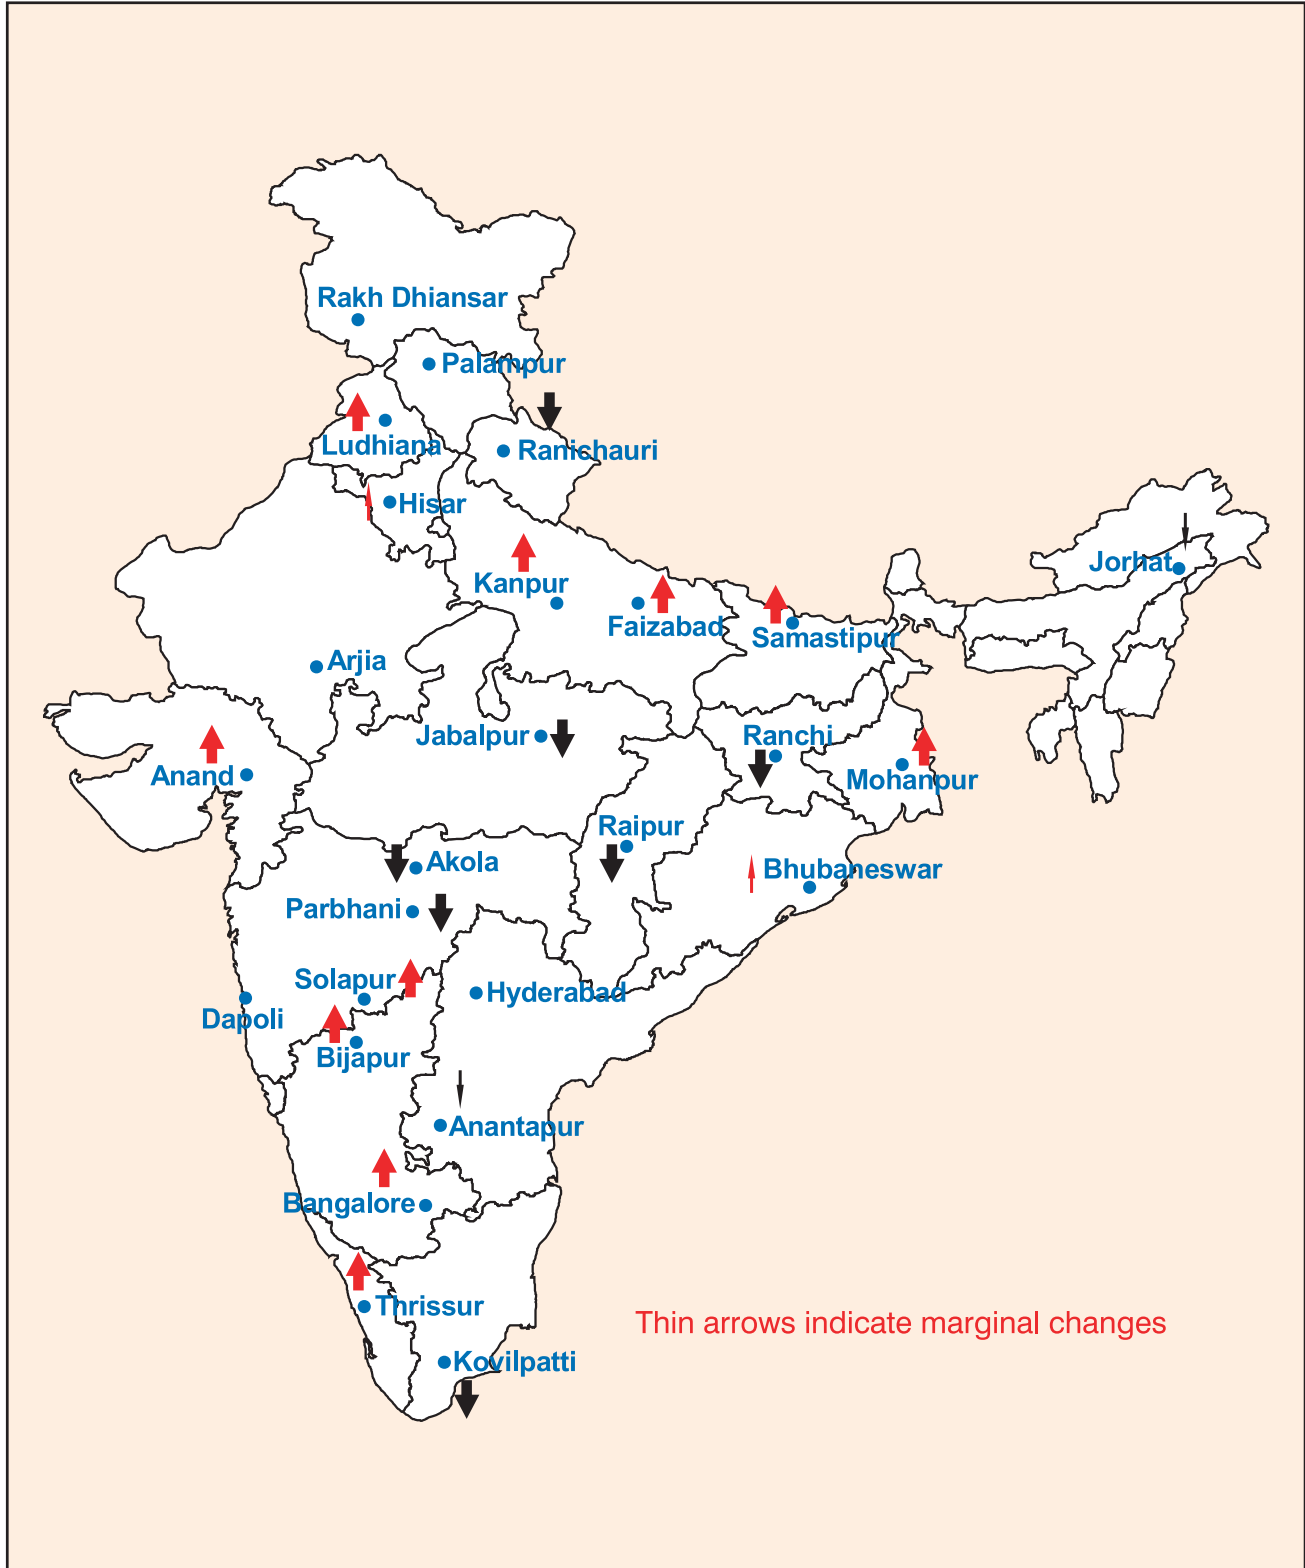 Rakh Dhiansar
Palampur
Ludhiana
Ranichauri
Hisar
Jorhat
Kanpur
Faizabad
Samastipur
Arjia
Jabalpur
Ranchi
Anand
Mohanpur
Raipur
Akola
Bhubaneswar
Parbhani
Solapur
Hyderabad
Dapoli
Bijapur
Anantapur
Bangalore
Thrissur
Thin arrows indicate marginal changes
Kovilpatti